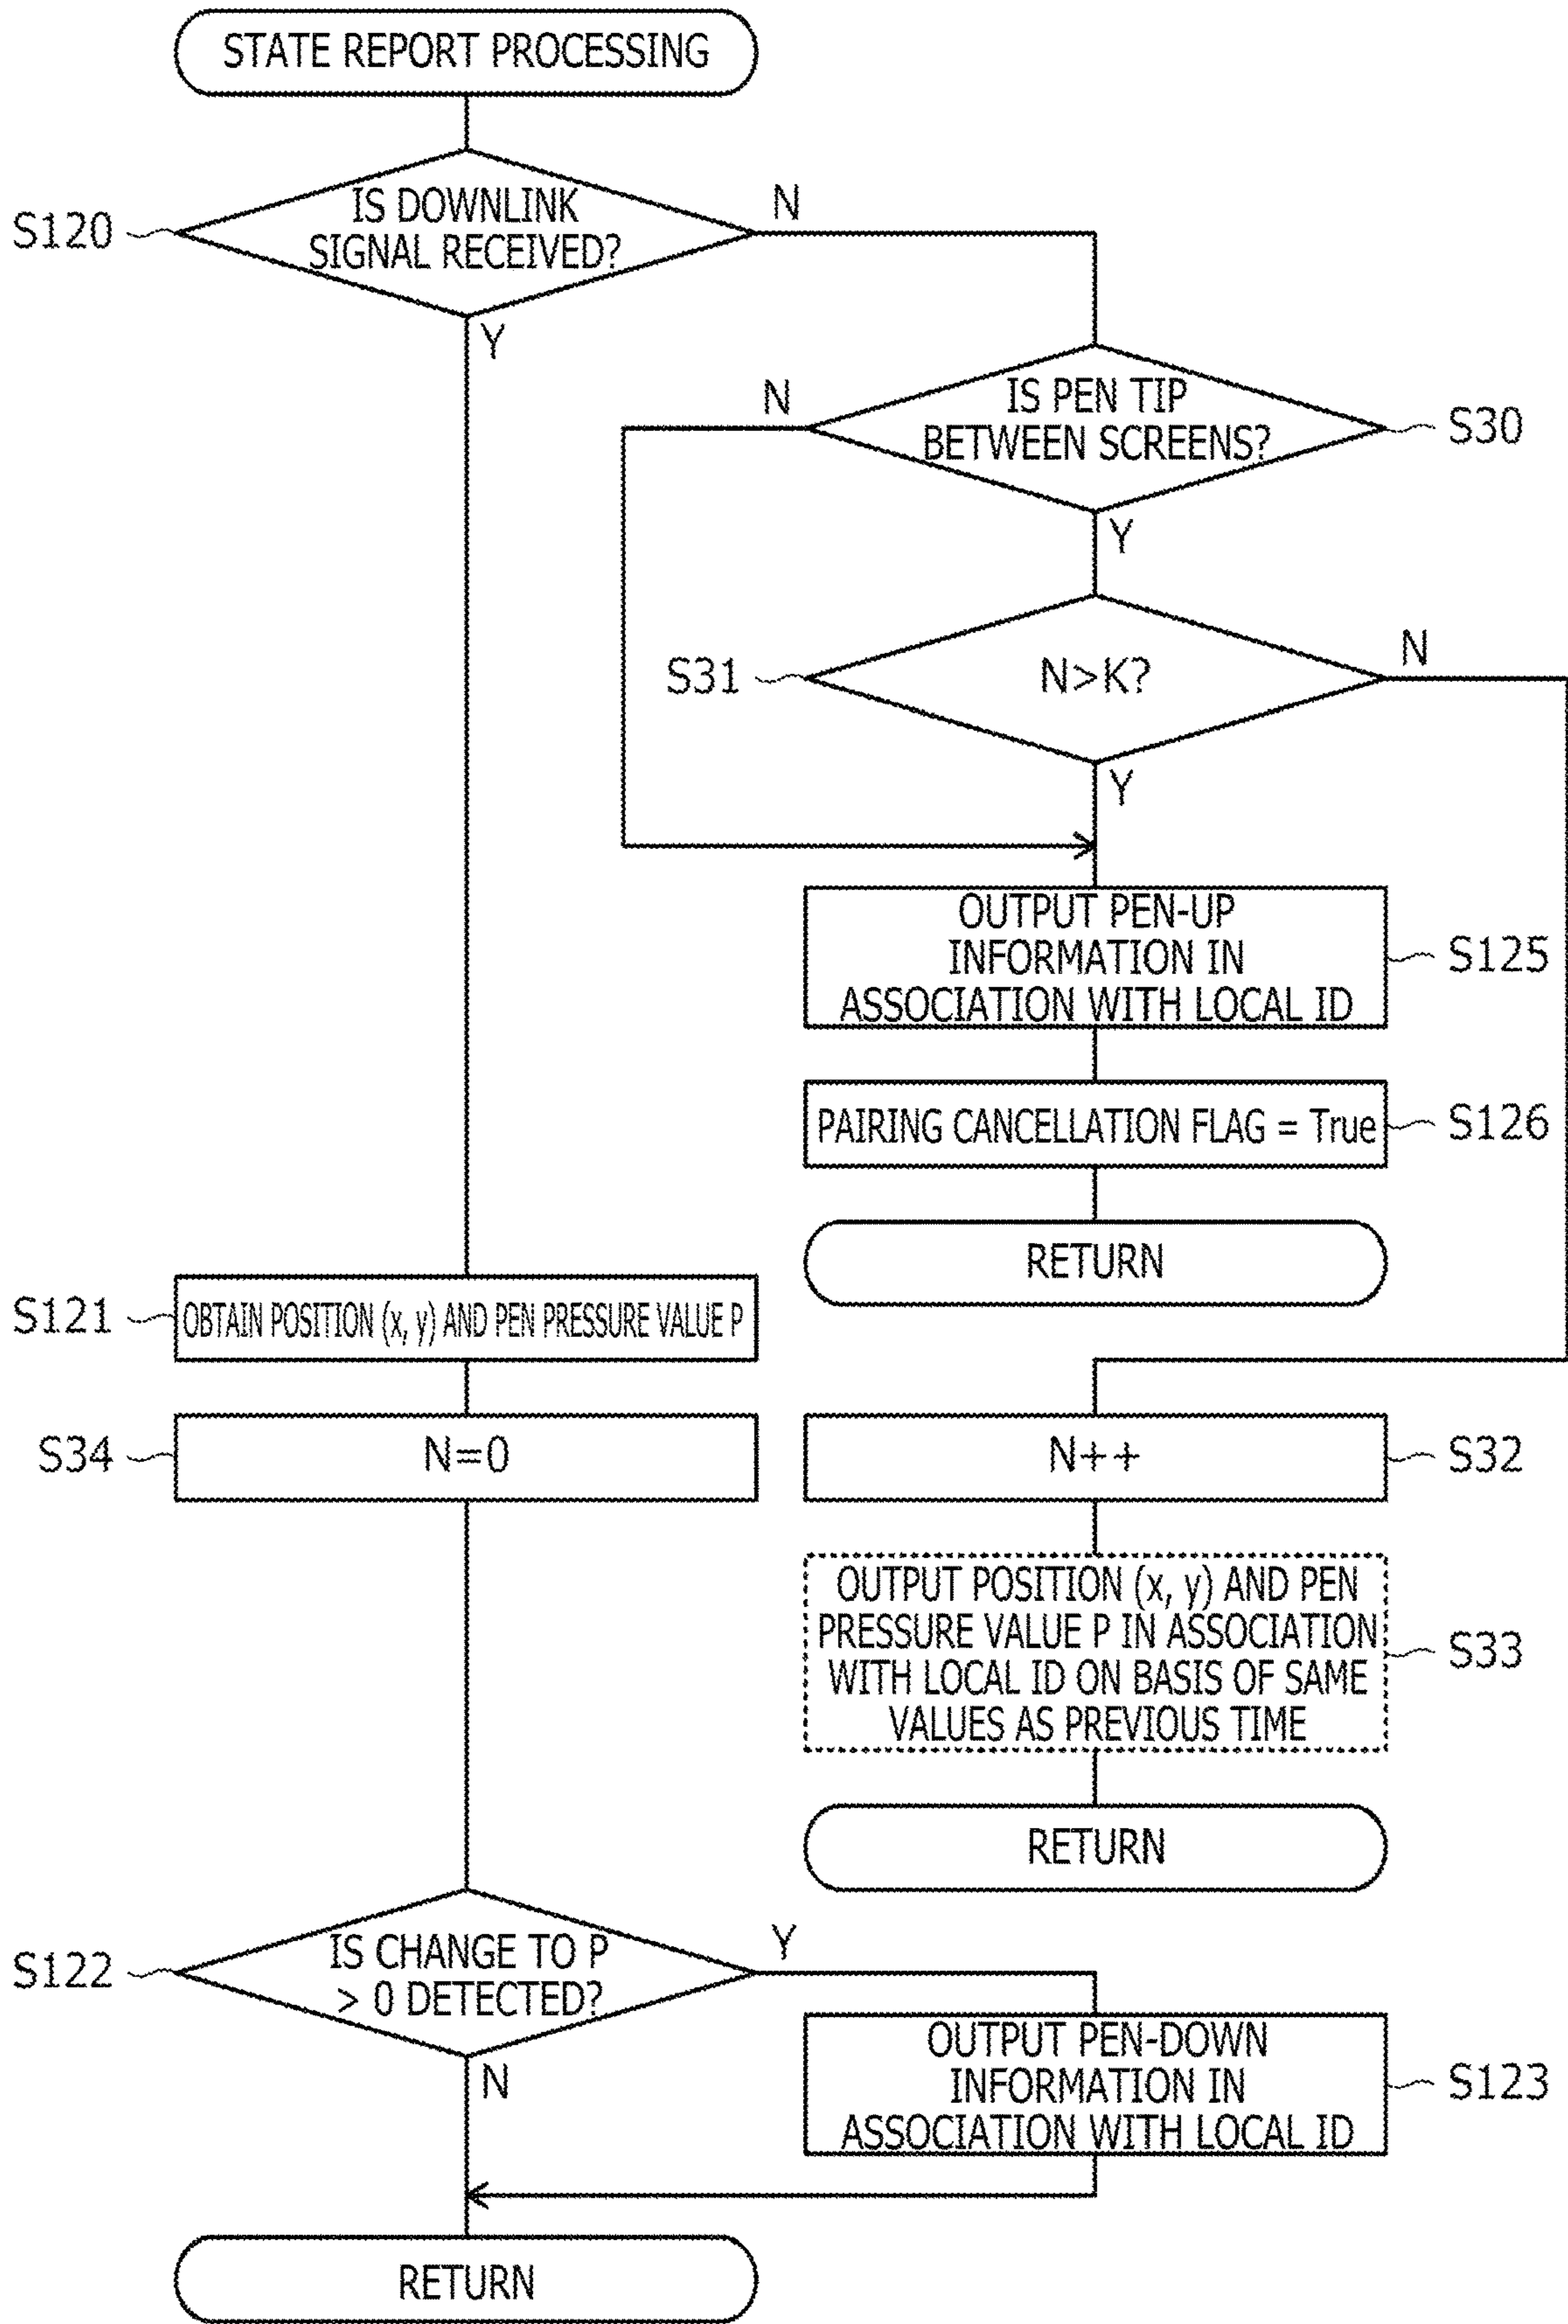 STATE REPORT PROCESSING
S120
IS DOWNLINK
SIGNAL RECEIVED?
N
Y
N
IS PEN TIP
BETWEEN SCREENS?
S30
Y
S31
N>K?
N
Y
OUTPUT PEN-UP
INFORMATION IN
ASSOCIATION WITH LOCAL ID
S125
PAIRING CANCELLATION FLAG = True
S126
RETURN
S121
OBTAIN POSITION (x, y) AND PEN PRESSURE VALUE P
S34
N=0
N++
S32
OUTPUT POSITION (x, y) AND PEN
PRESSURE VALUE P IN ASSOCIATION
WITH LOCAL ID ON BASIS OF SAME
VALUES AS PREVIOUS TIME
S33
RETURN
S122
IS CHANGE TO P
> 0 DETECTED?
Y
N
OUTPUT PEN-DOWN
INFORMATION IN
ASSOCIATION WITH LOCAL ID
S123
RETURN